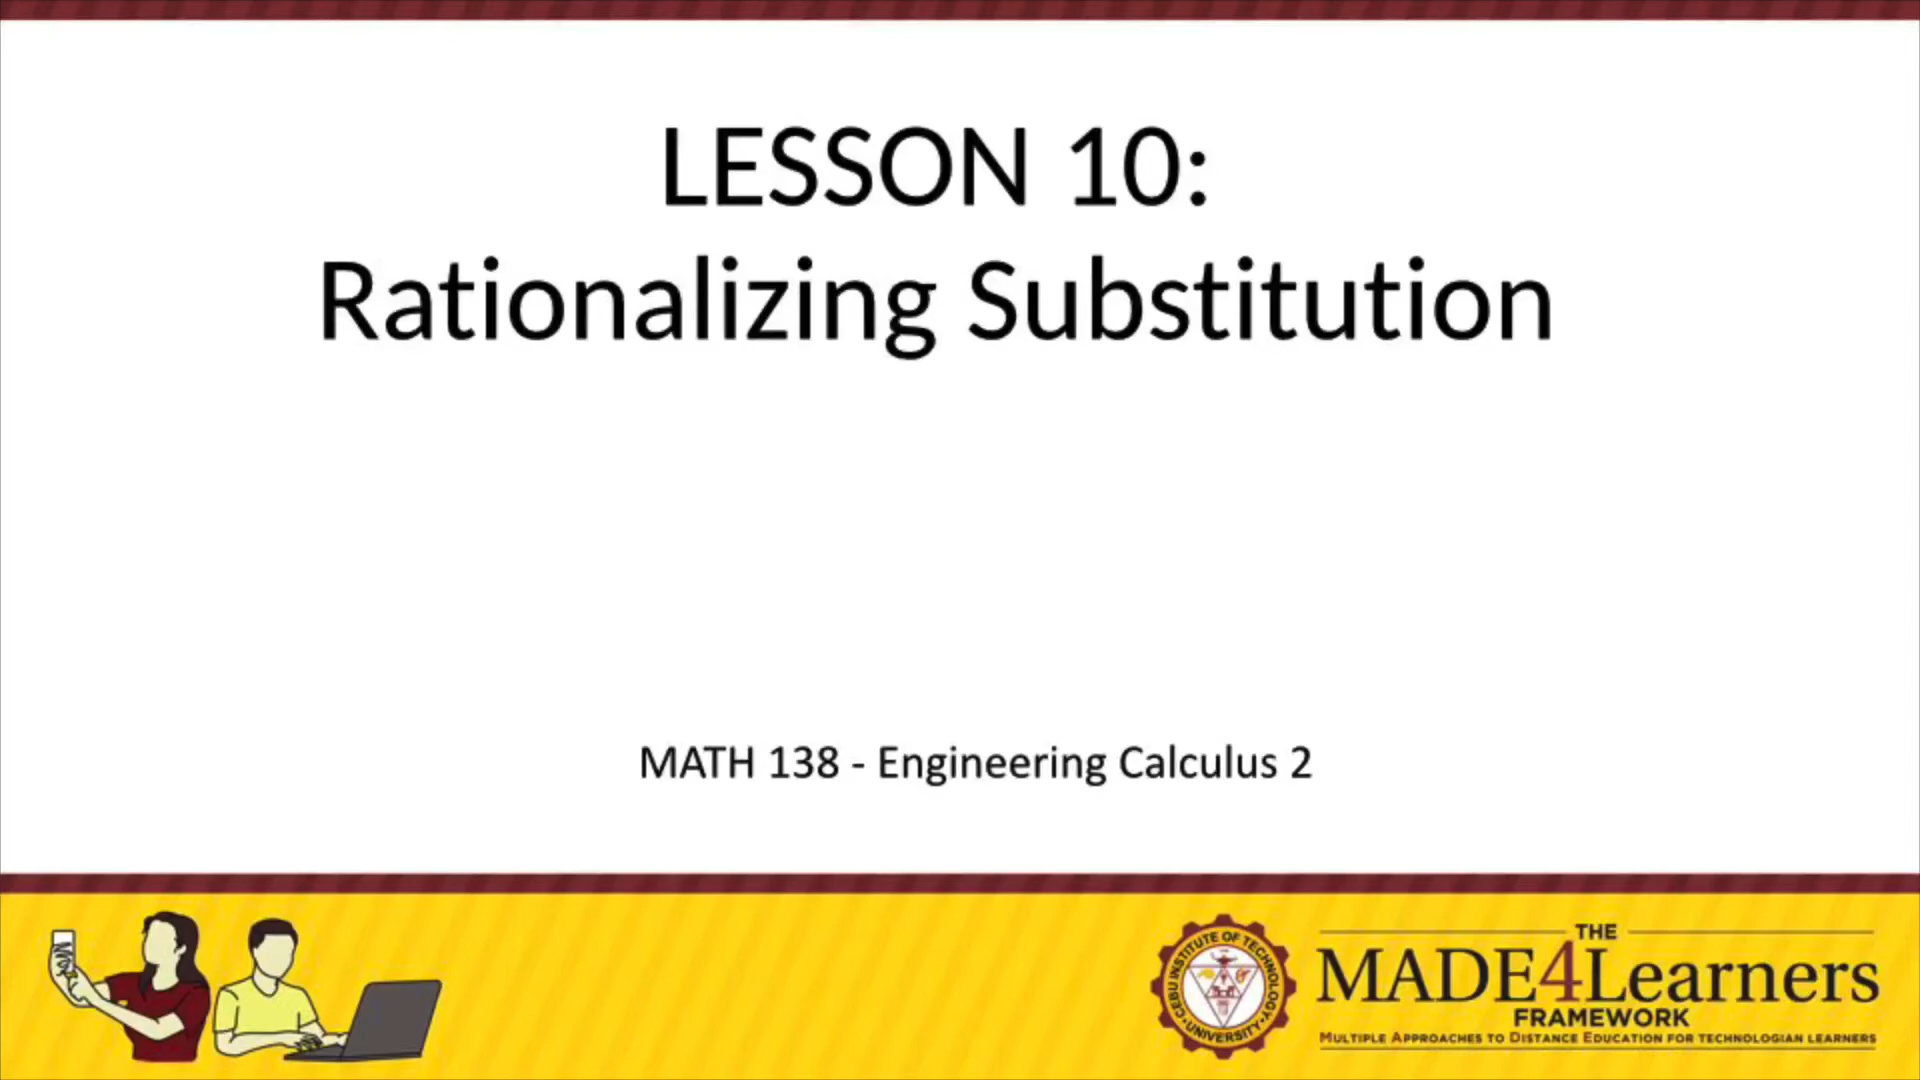 LESSON 10:
Rationalizing Substitution
MATH 138 - Engineering Calculus 2
CEBU INSTITUTE OF TECHNOLOGY
UNIVERSITY
THE
MADE4Learners
FRAMEWORK
MULTIPLE APPROACHES TO DISTANCE EDUCATION FOR TECHNOLOGIAN LEARNERS